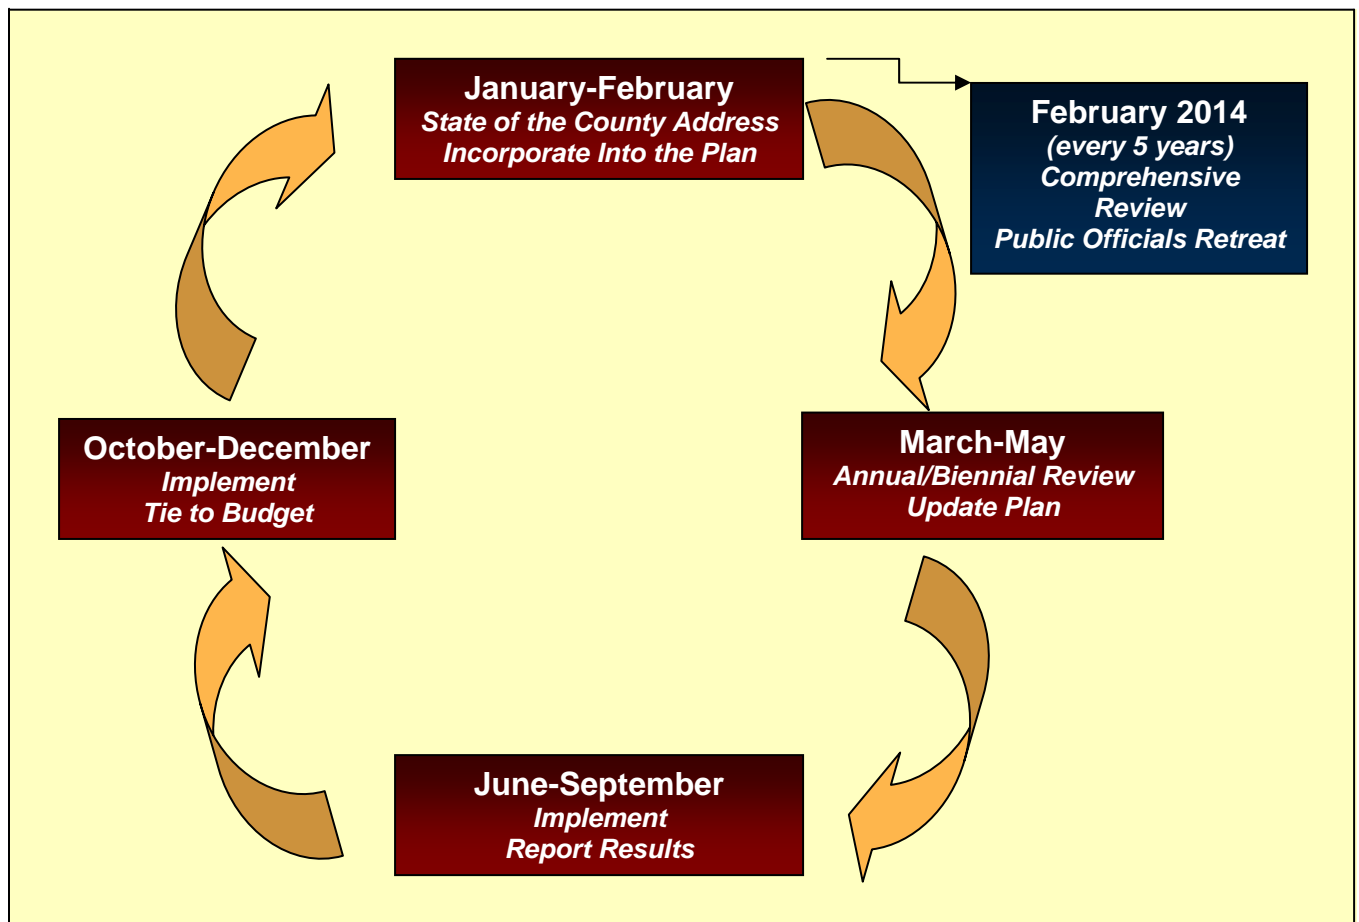 January-February
State of the County Address
Incorporate Into the Plan
February 2014
(every 5 years)
Comprehensive
Review
Public Officials Retreat
March-May
Annual/Biennial Review
Update Plan
June-September
Implement
Report Results
October-December
Implement
Tie to Budget